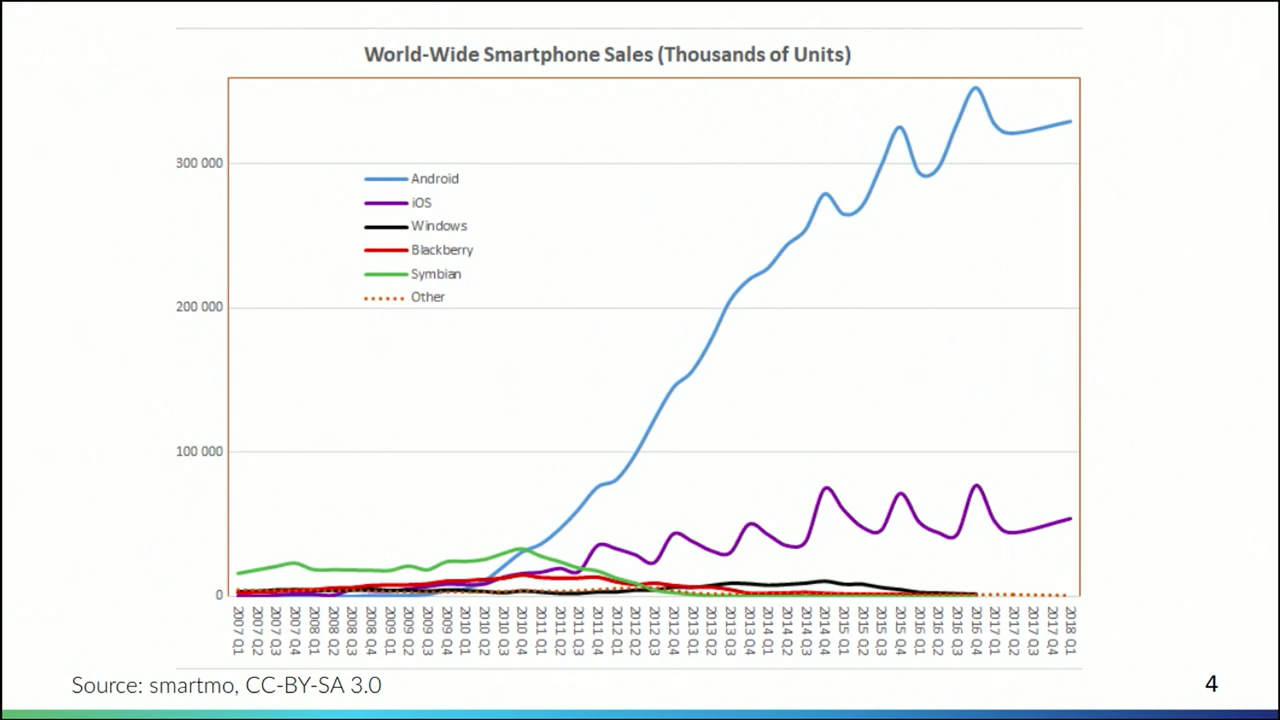 World-Wide Smartphone Sales (Thousands of Units)
300 000
200 000
100 000
0
Android
iOS
Windows
Blackberry
Symbian
Other
2007 Q1
2007 Q2
2007 Q3
2007 Q4
2008 Q1
2008 Q2
2008 Q3
2008 Q4
2009 Q1
2009 Q2
2009 Q3
2009 Q4
2010 Q1
2010 Q2
2010 Q3
2010 Q4
2011 Q1
2011 Q2
2011 Q3
2011 Q4
2012 Q1
2012 Q2
2012 Q3
2012 Q4
2013 Q1
2013 Q2
2013 Q3
2013 Q4
2014 Q1
2014 Q2
2014 Q3
2014 Q4
2015 Q1
2015 Q2
2015 Q3
2015 Q4
2016 Q1
2016 Q2
2016 Q3
2016 Q4
2017 Q1
2017 Q2
2017 Q3
2017 Q4
2018 Q1
Source: smartmo, CC-BY-SA 3.0
4